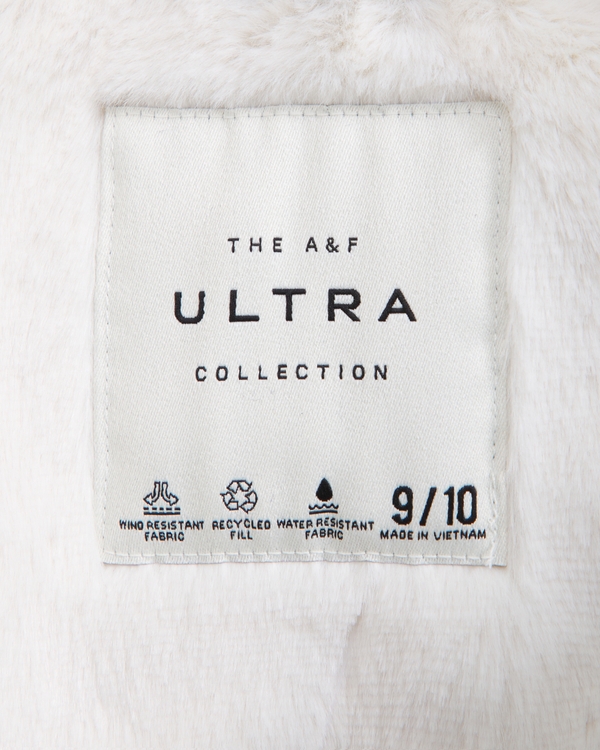 THE A&F
ULTRA
COLLECTION
WIND RESISTANT FABRIC
RECYCLED FILL
WATER RESISTANT FABRIC
9/10
MADE IN VIETNAM